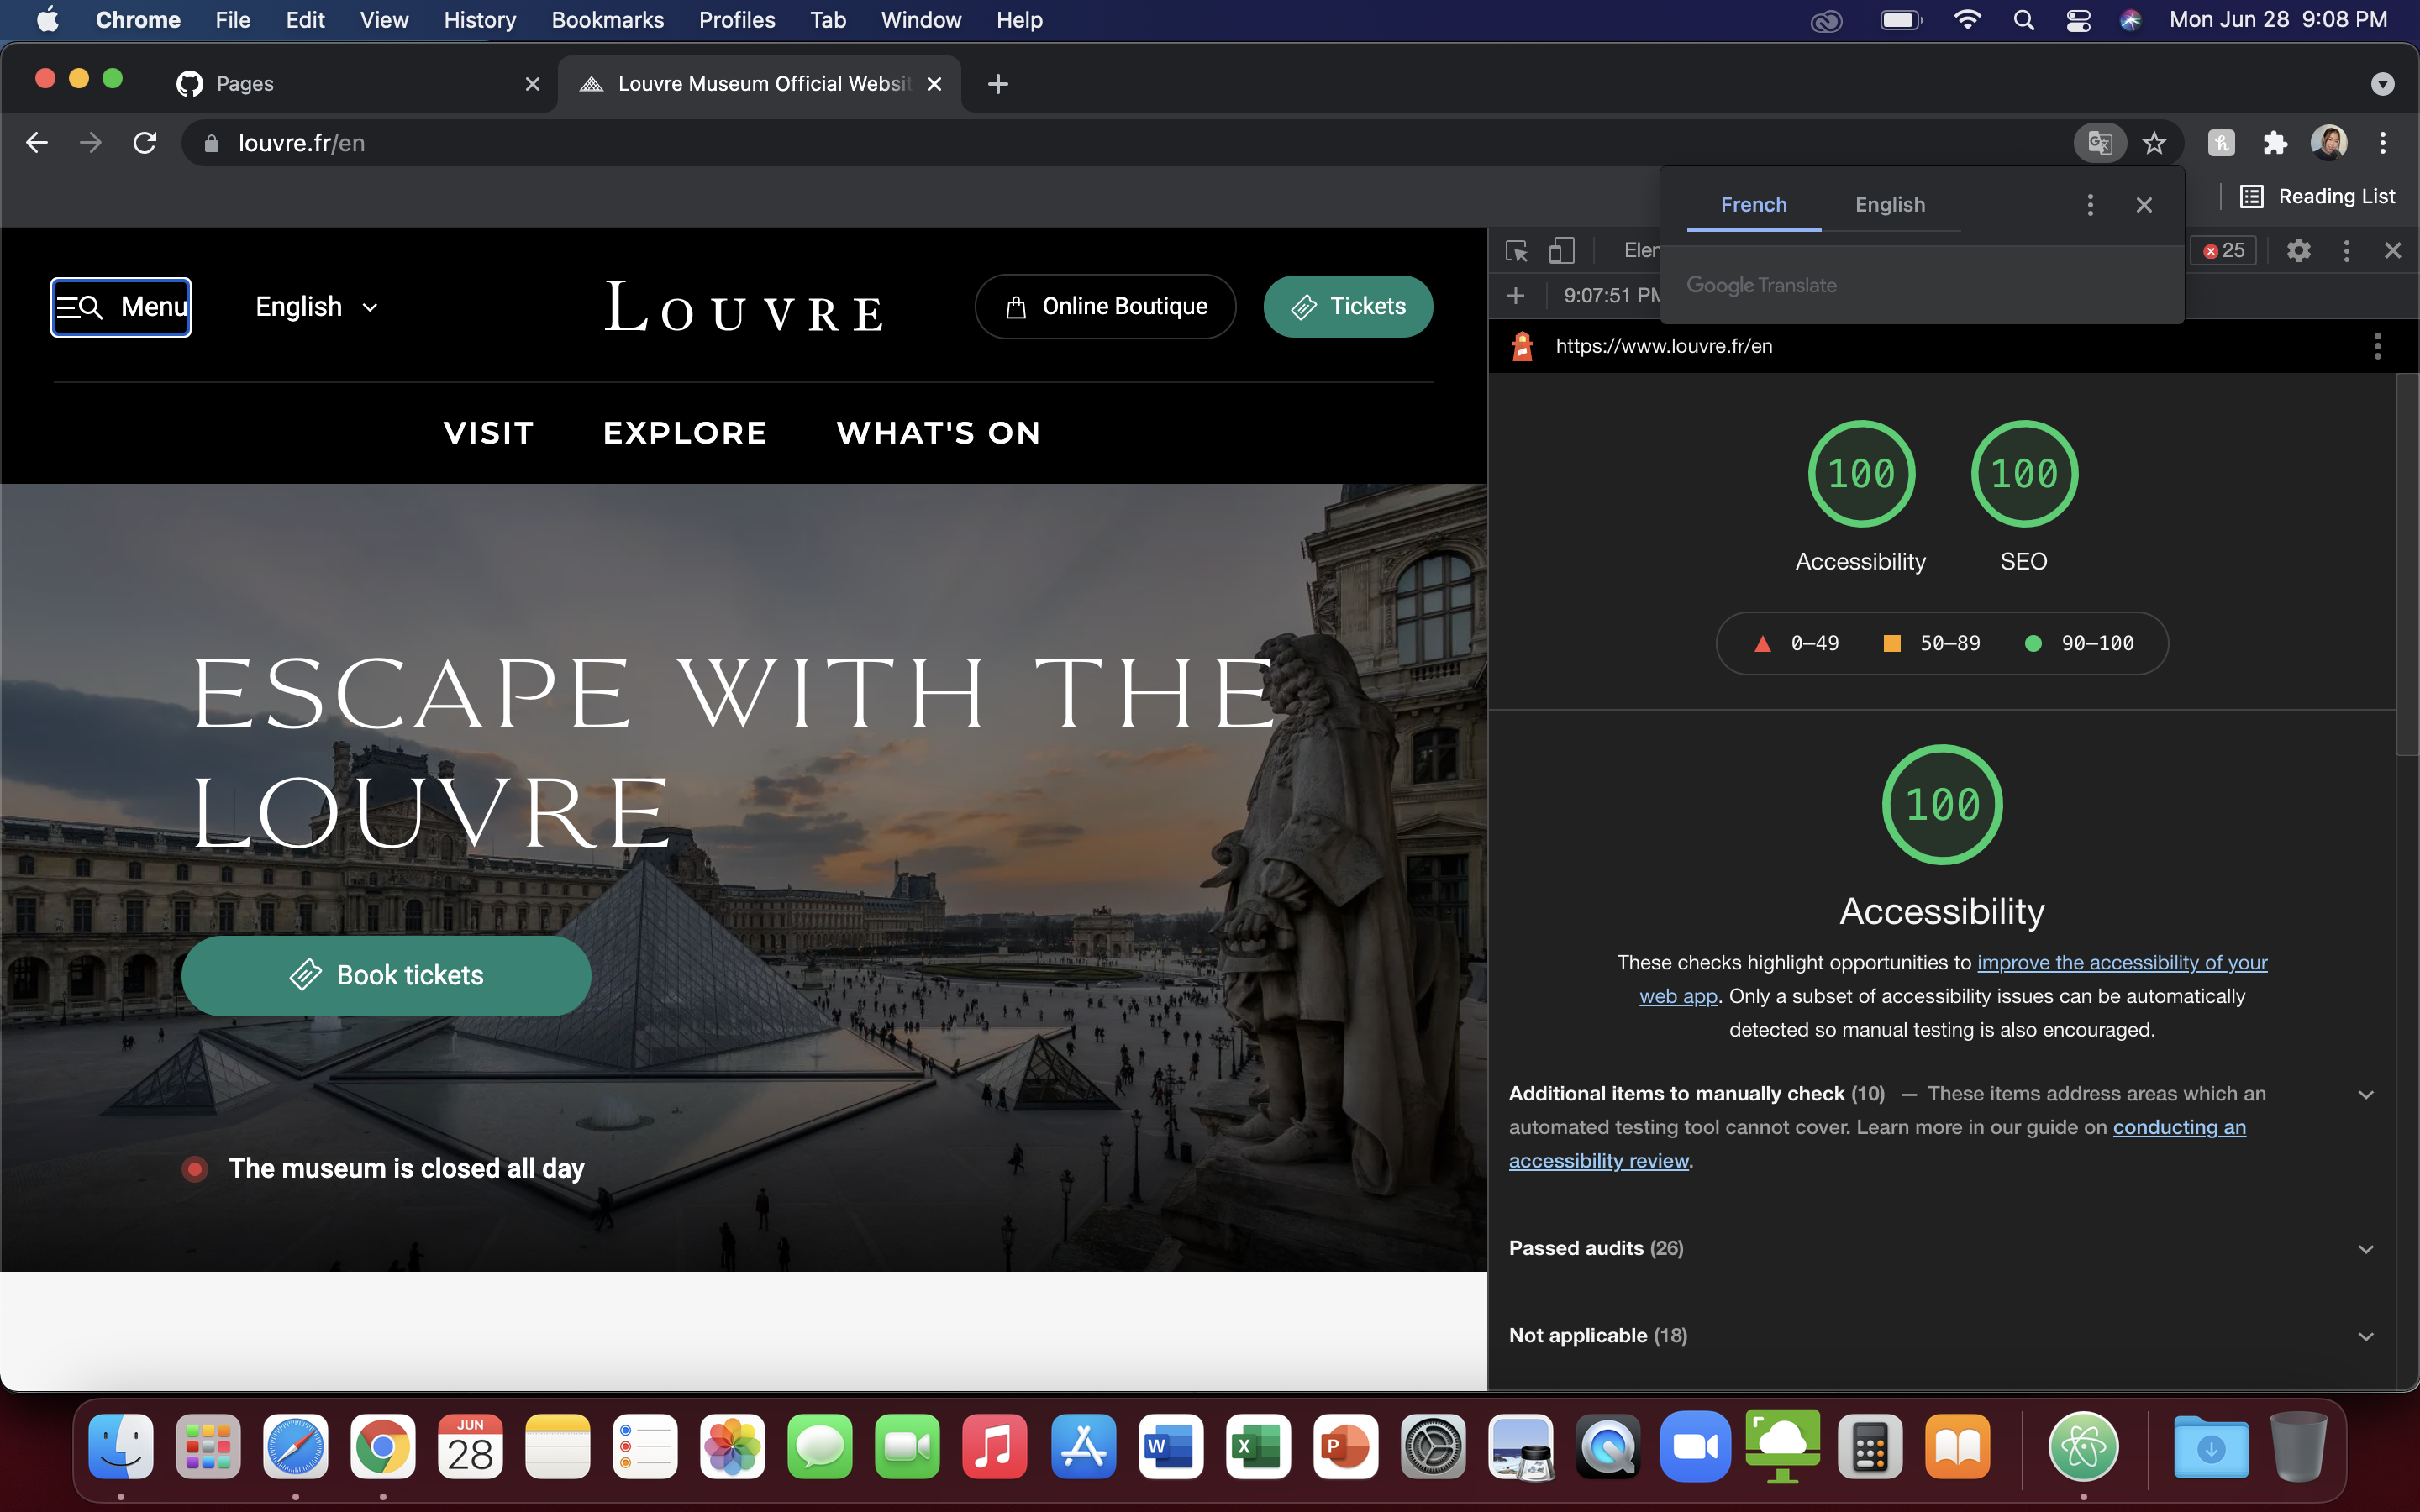 Chrome File Edit View History Bookmarks Profiles Tab Window Help Mon Jun 28 9:08 PM
Pages Louvre Museum Official Websit
louvre.fr/en
Reading List
French English
Google Translate
Elen 25
9:07:51 PM
https://www.louvre.fr/en
Menu English LOUVRE Online Boutique Tickets
VISIT EXPLORE WHAT'S ON
ESCAPE WITH THE
LOUVRE
Book tickets
The museum is closed all day
100 100
Accessibility SEO
0–49 50–89 90–100
100
Accessibility
These checks highlight opportunities to improve the accessibility of your
web app. Only a subset of accessibility issues can be automatically
detected so manual testing is also encouraged.
Additional items to manually check (10) — These items address areas which an
automated testing tool cannot cover. Learn more in our guide on conducting an
accessibility review.
Passed audits (26)
Not applicable (18)
JUN
28
W X P